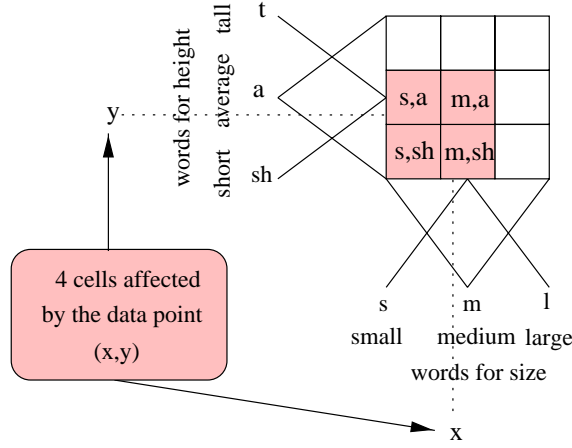 t
a
sh
tall
average
short
words for height
y
s,a
m,a
s,sh
m,sh
4 cells affected
by the data point
(x,y)
s
m
l
small
medium
large
words for size
x